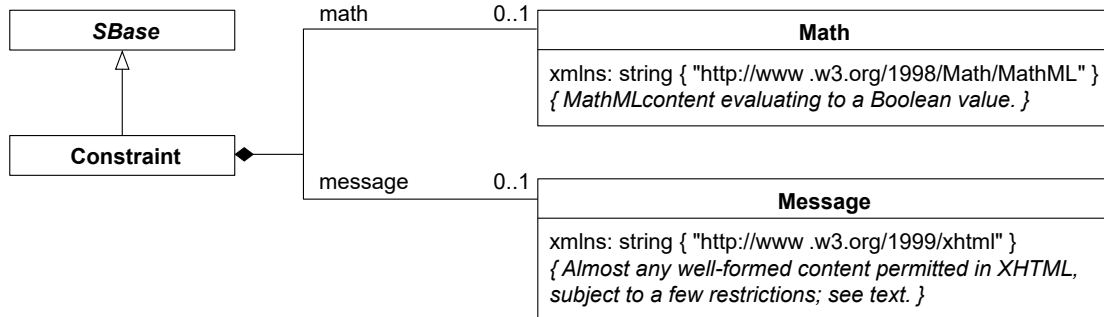 SBase
math 0..1
Math
xmlns: string { "http://www .w3.org/1998/Math/MathML" }
{ MathMLcontent evaluating to a Boolean value. }
Constraint
message 0..1
Message
xmlns: string { "http://www .w3.org/1999/xhtml" }
{ Almost any well-formed content permitted in XHTML,
subject to a few restrictions; see text. }